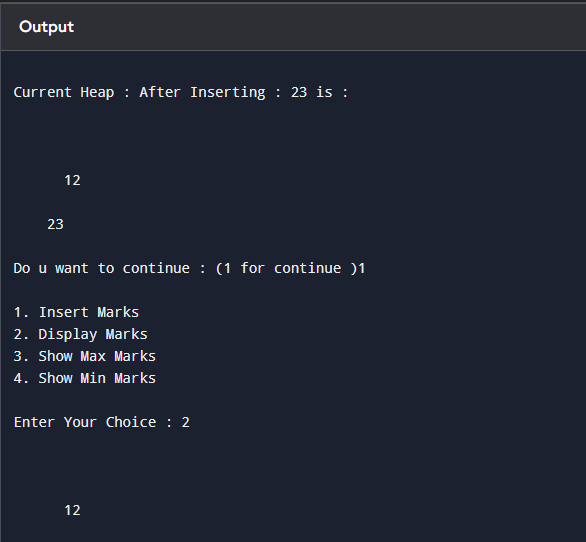 Output
Current Heap : After Inserting : 23 is :
12
23
Do u want to continue : (1 for continue )1
1. Insert Marks
2. Display Marks
3. Show Max Marks
4. Show Min Marks
Enter Your Choice : 2
12